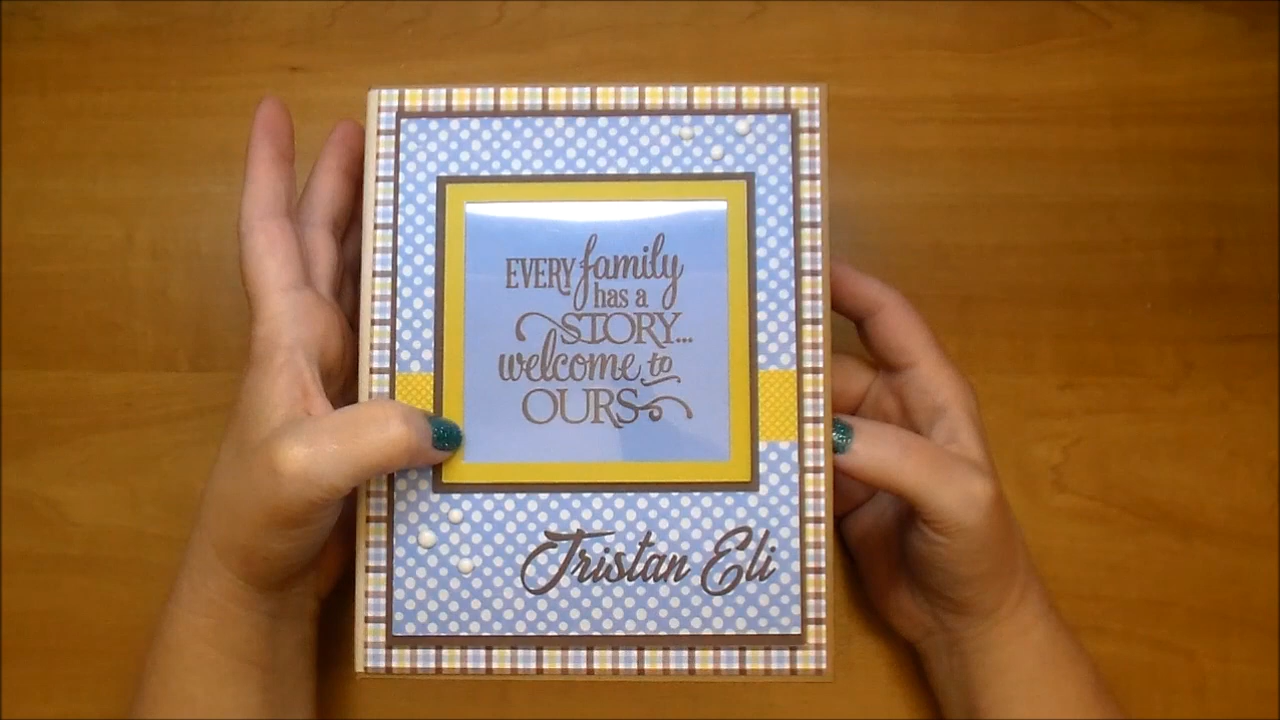 EVERY family
has a
STORY...
welcome to
OURS
Tristan Eli